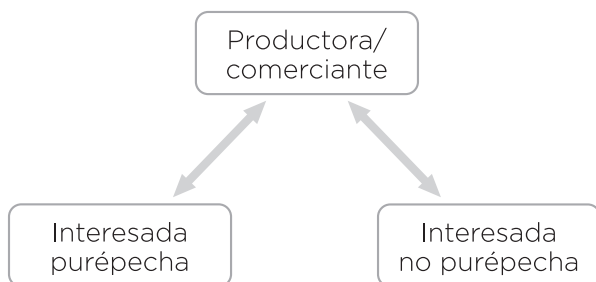 Productora/
comerciante
Interesada
purépecha
Interesada
no purépecha